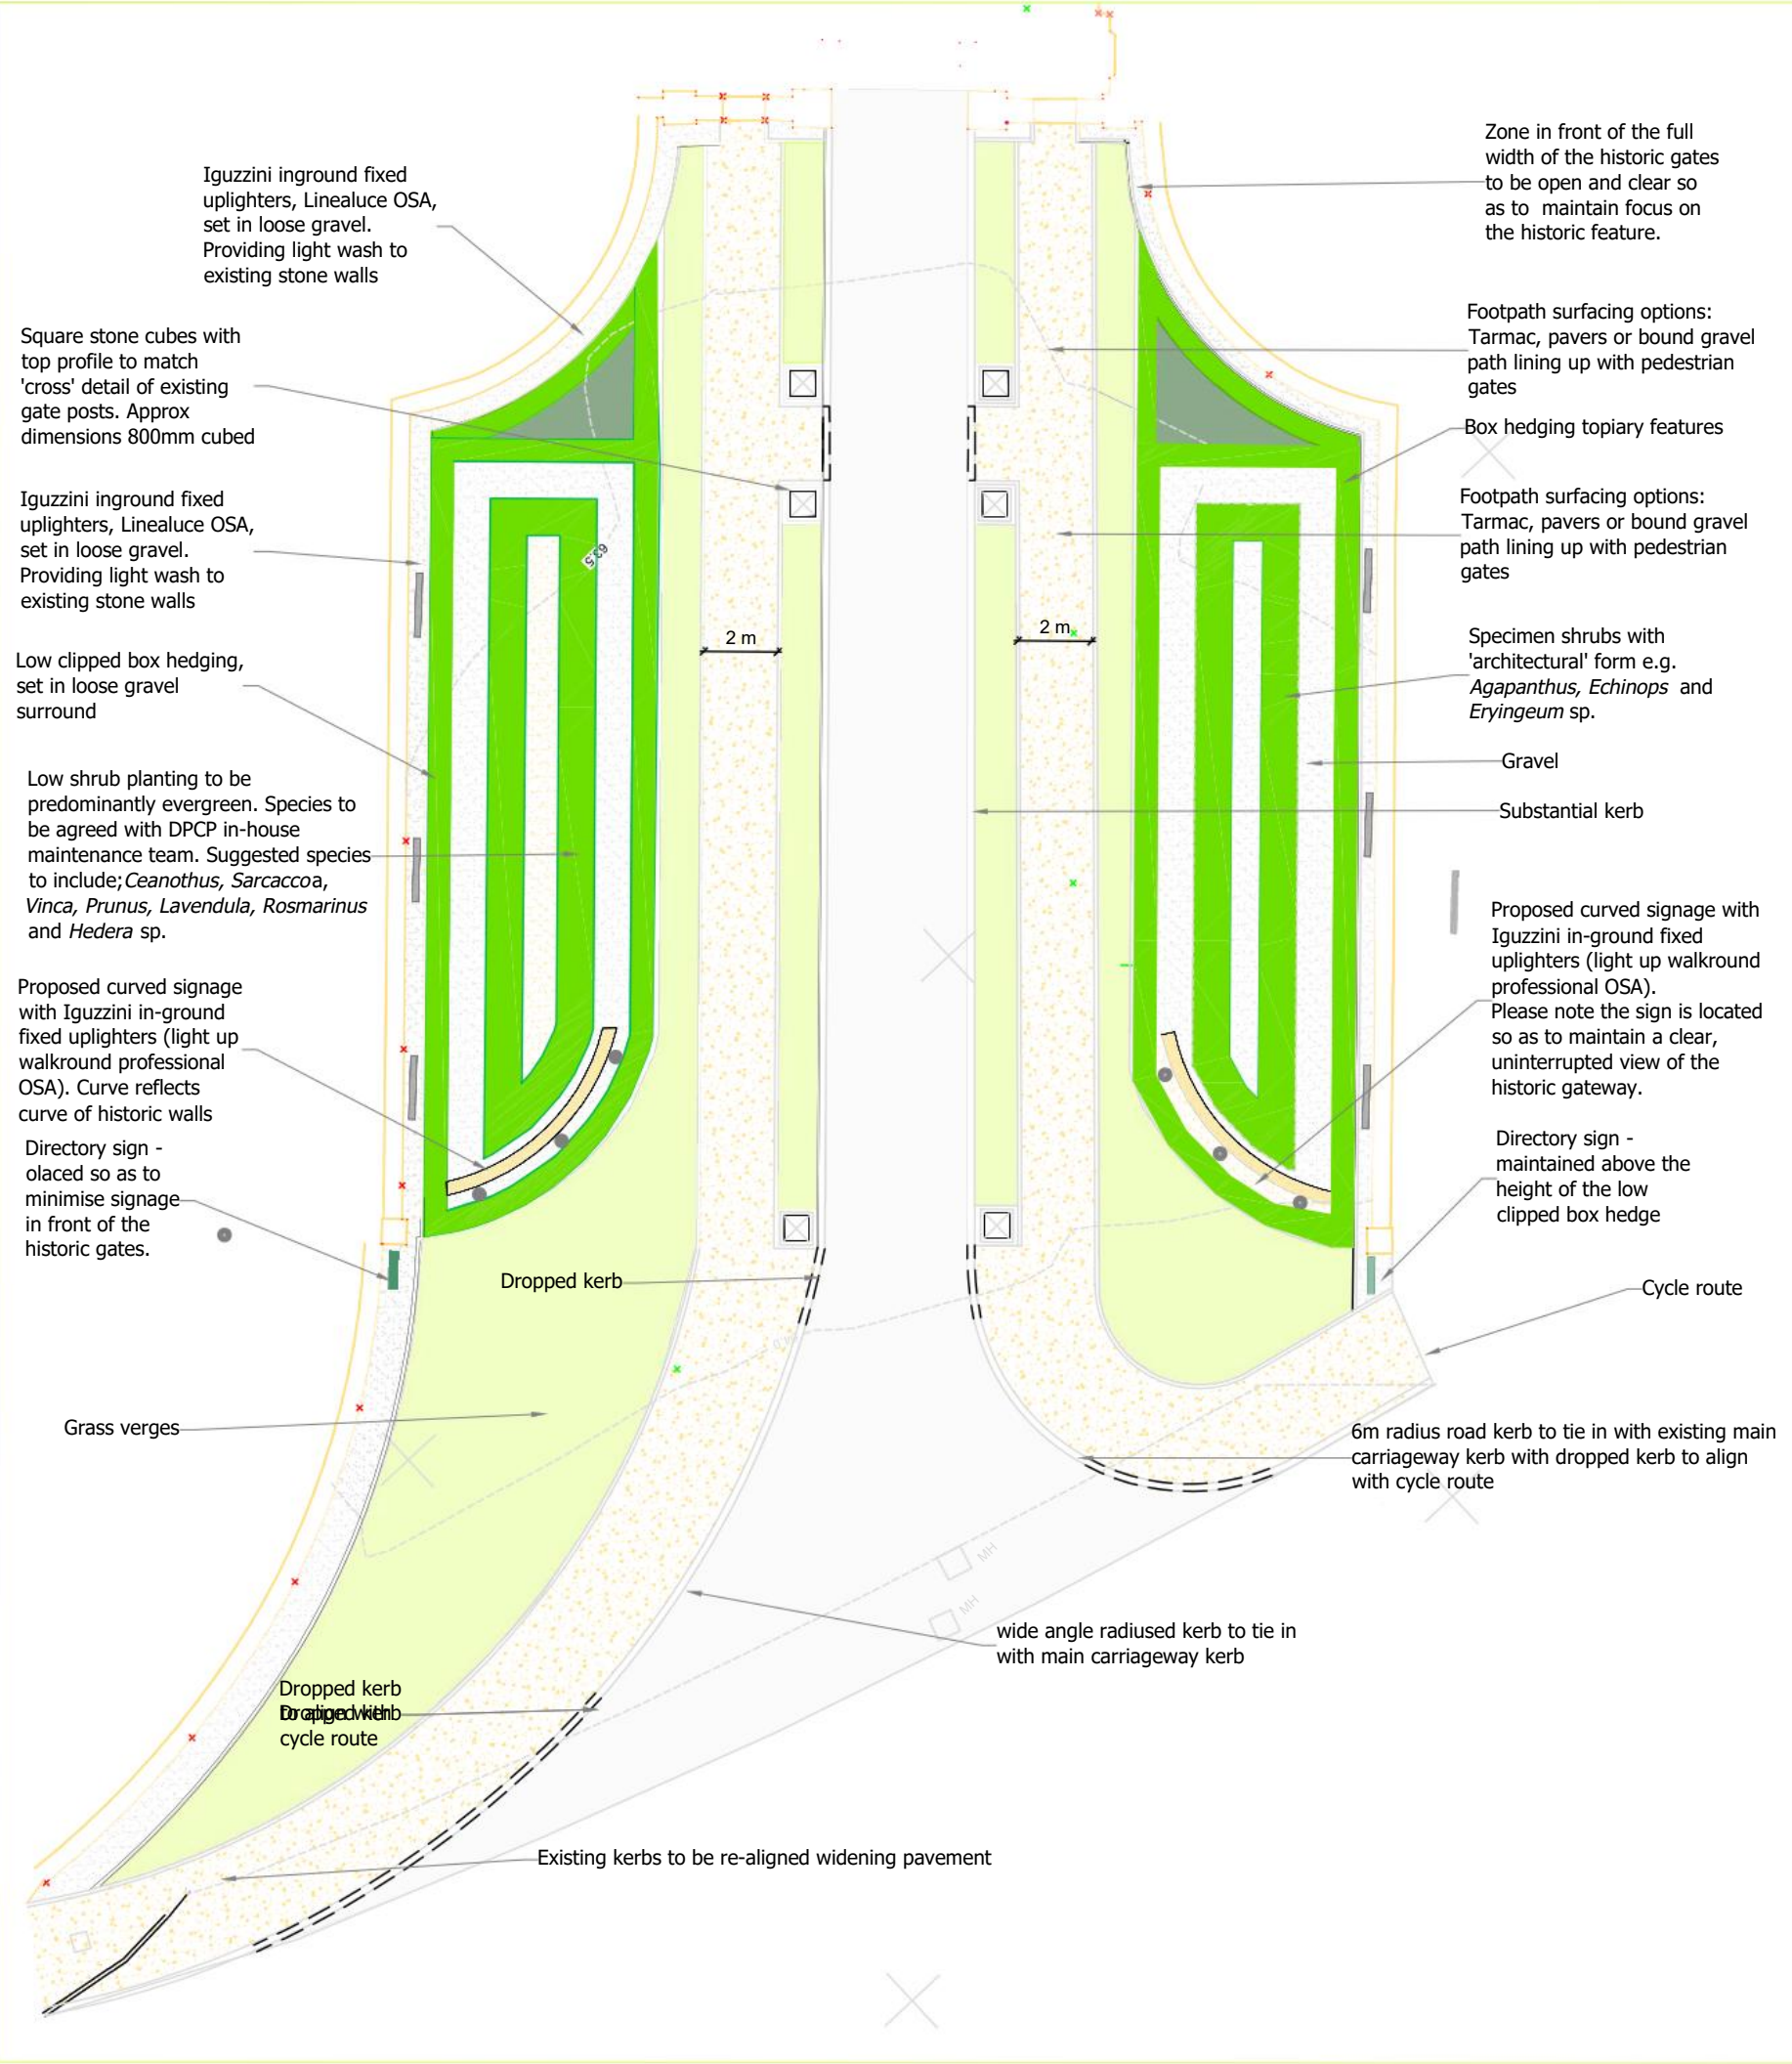 Iguzzini inground fixed
uplighters, Linealuce OSA,
set in loose gravel.
Providing light wash to
existing stone walls
Square stone cubes with
top profile to match
'cross' detail of existing
gate posts. Approx
dimensions 800mm cubed
Iguzzini inground fixed
uplighters, Linealuce OSA,
set in loose gravel.
Providing light wash to
existing stone walls
Low clipped box hedging,
set in loose gravel
surround
Low shrub planting to be
predominantly evergreen. Species to
be agreed with DPCP in-house
maintenance team. Suggested species
to include;Ceanothus, Sarcaccoa,
Vinca, Prunus, Lavendula, Rosmarinus
and Hedera sp.
Proposed curved signage
with Iguzzini in-ground
fixed uplighters (light up
walkround professional
OSA). Curve reflects
curve of historic walls
Directory sign -
olaced so as to
minimise signage
in front of the
historic gates.
Grass verges
Dropped kerb
Dropped kerb
to align with
Dropped kerb
cycle route
Existing kerbs to be re-aligned widening pavement
wide angle radiused kerb to tie in
with main carriageway kerb
63.5
2 m
2 m
MH
MH
Zone in front of the full
width of the historic gates
to be open and clear so
as to maintain focus on
the historic feature.
Footpath surfacing options:
Tarmac, pavers or bound gravel
path lining up with pedestrian
gates
Box hedging topiary features
Footpath surfacing options:
Tarmac, pavers or bound gravel
path lining up with pedestrian
gates
Specimen shrubs with
'architectural' form e.g.
Agapanthus, Echinops and
Eryingeum sp.
Gravel
Substantial kerb
Proposed curved signage with
Iguzzini in-ground fixed
uplighters (light up walkround
professional OSA).
Please note the sign is located
so as to maintain a clear,
uninterrupted view of the
historic gateway.
Directory sign -
maintained above the
height of the low
clipped box hedge
Cycle route
6m radius road kerb to tie in with existing main
carriageway kerb with dropped kerb to align
with cycle route